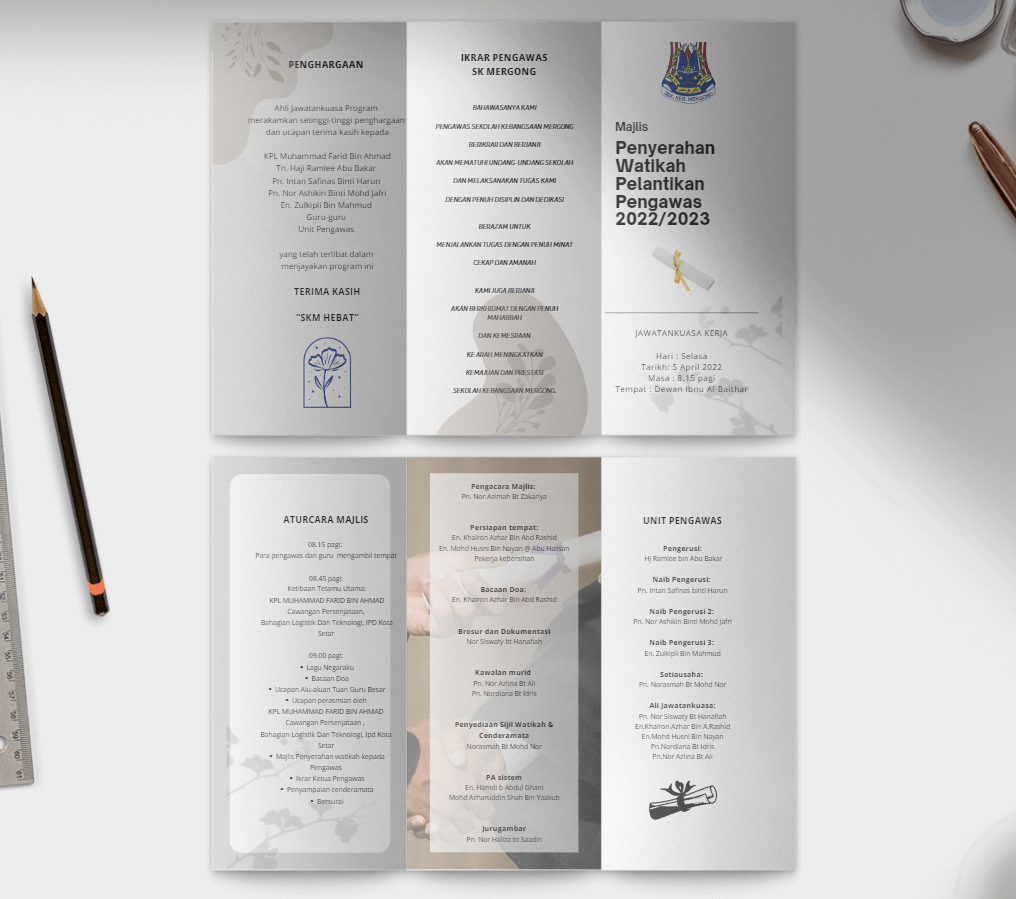 PENGHARGAAN
Ahli Jawatankuasa Program
merakamkan setinggi-tinggi penghargaan
dan ucapan terima kasih kepada
KPL Muhammad Farid Bin Ahmad
Tn. Haji Ramlee Abu Bakar
Pn. Intan Safinas Binti Harun
Pn. Nor Ashikin Binti Mohd Jafri
En. Zulkipli Bin Mahmud
Guru-guru
Unit Pengawas
yang telah terlibat dalam
menjayakan program ini
TERIMA KASIH
“SKM HEBAT”
IKRAR PENGAWAS
SK MERGONG
BAHAWASANYA KAMI
PENGAWAS SEKOLAH KEBANGSAAN MERGONG
BERIKRAR DAN BERJANJI
AKAN MEMATUHI UNDANG-UNDANG SEKOLAH
DAN MELAKSANAKAN TUGAS KAMI
DENGAN PENUH DISIPLIN DAN DEDIKASI
BERAZAM UNTUK
MENJALANKAN TUGAS DENGAN PENUH MINAT
CEKAP DAN AMANAH
KAMI JUGA BERJANJI
AKAN BERKHIDMAT DENGAN PENUH
MAHABBAH
DAN KEMESRAAN
KE ARAH MENINGKATKAN
KEMAJUAN DAN PRESTASI
SEKOLAH KEBANGSAAN MERGONG.
SEK. KEB. MERGONG
Majlis
Penyerahan
Watikah
Pelantikan
Pengawas
2022/2023
JAWATANKUASA KERJA
Hari : Selasa
Tarikh: 5 April 2022
Masa : 8.15 pagi
Tempat : Dewan Ibnu Al-Baithar
ATURCARA MAJLIS
08.15 pagi:
Para pengawas dan guru mengambil tempat
08.45 pagi:
Ketibaan Tetamu Utama:
KPL MUHAMMAD FARID BIN AHMAD
Cawangan Persenjataan,
Bahagian Logistik Dan Teknologi, IPD Kota
Setar
09.00 pagi:
• Lagu Negaraku
• Bacaan Doa
• Ucapan Alu-aluan Tuan Guru Besar
• Ucapan perasmian oleh
KPL MUHAMMAD FARID BIN AHMAD
Cawangan Persenjataan ,
Bahagian Logistik Dan Teknologi, Ipd Kota
Setar
• Majlis Penyerahan watikah kepada
Pengawas
• Ikrar Ketua Pengawas
• Penyampaian cenderamata
• Bersurai
Pengacara Majlis:
Pn. Nor Azimah Bt Zakariya
Persiapan tempat:
En. Khairon Azhar Bin Abd Rashid
En. Mohd Husni Bin Nayan @ Abu Hassan
Pekerja kebersihan
Bacaan Doa:
En. Khairon Azhar Bin Abd Rashid
Brosur dan Dokumentasi
Nor Siswaty bt Hanafiah
Kawalan murid
Pn. Nor Azlina Bt Ali
Pn. Nordiana Bt Idris
Penyediaan Sijil Watikah &
Cenderamata
Norasmah Bt Mohd Nor
PA sistem
En. Hamdi b Abdul Ghani
Mohd Azharuddin Shah Bin Yaakub
Jurugambar
Pn. Nor Haliza bt Saadin
UNIT PENGAWAS
Pengerusi:
Hj Ramlee bin Abu Bakar
Naib Pengerusi:
Pn. Intan Safinas binti Harun
Naib Pengerusi 2:
Pn. Nor Ashikin Binti Mohd Jafri
Naib Pengerusi 3:
En. Zulkipli Bin Mahmud
Setiausaha:
Pn. Norasmah Bt Mohd Nor
Ali Jawatankuasa:
Pn. Nor Siswaty Bt Hanafiah
En.Khairon Azhar Bin A.Rashid
En.Mohd Husni Bin Nayan
Pn.Nordiana Bt Idris
Pn.Nor Azlina Bt Ali